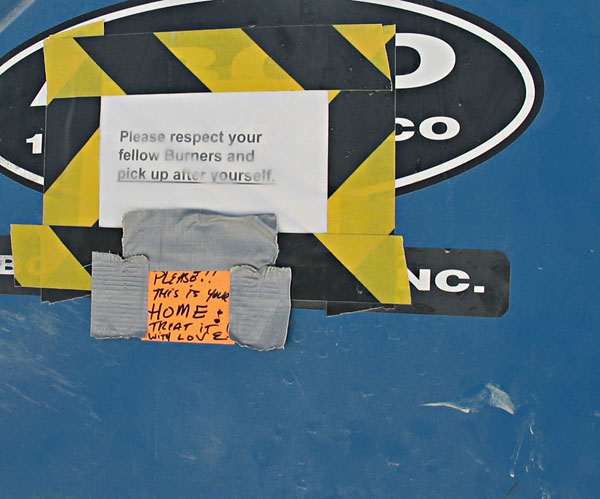 Please respect your
fellow Burners and
pick up after yourself.
PLEASE!!
THIS IS YOUR
HOME :
TREAT IT
WITH LOVE!
CO
NC.